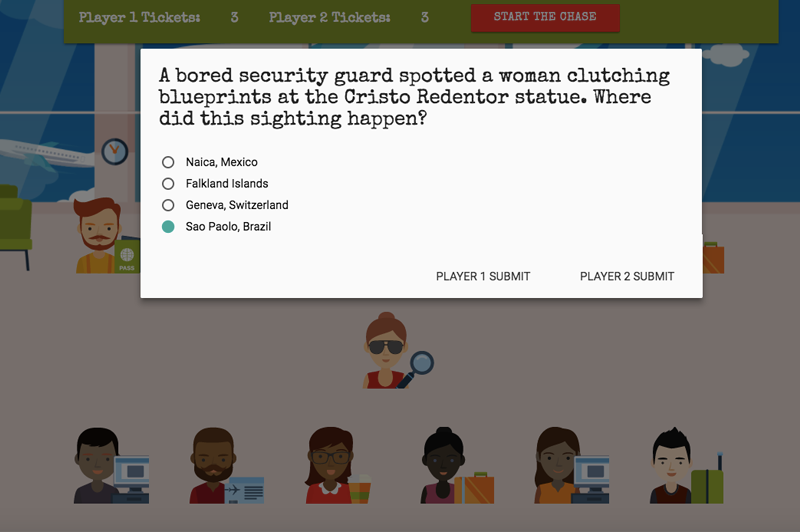 Player 1 Tickets: 3 Player 2 Tickets: 3 START THE CHASE
A bored security guard spotted a woman clutching
blueprints at the Cristo Redentor statue. Where
did this sighting happen?
Naica, Mexico
Falkland Islands
Geneva, Switzerland
Sao Paolo, Brazil
PASS
PLAYER 1 SUBMIT PLAYER 2 SUBMIT